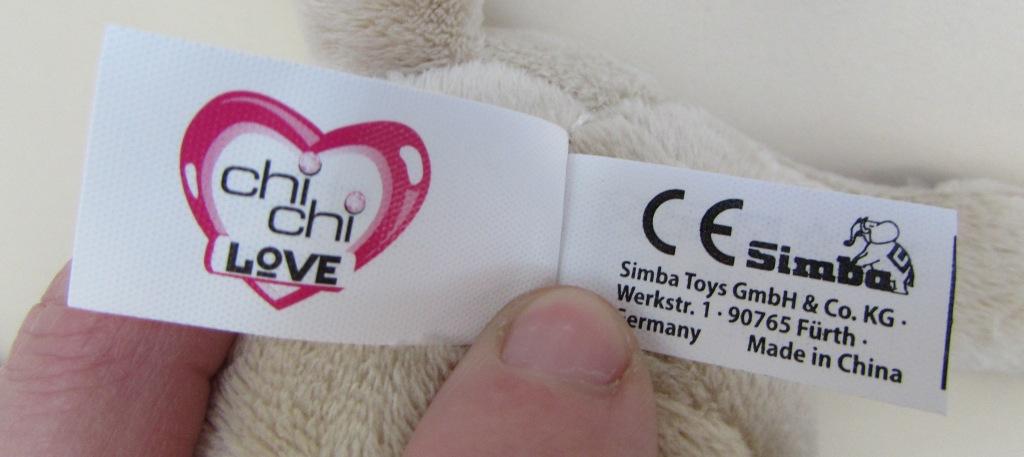 chi
chi
LOVE
CE Simba
Simba Toys GmbH & Co. KG ·
Werkstr. 1 · 90765 Fürth ·
Germany Made in China